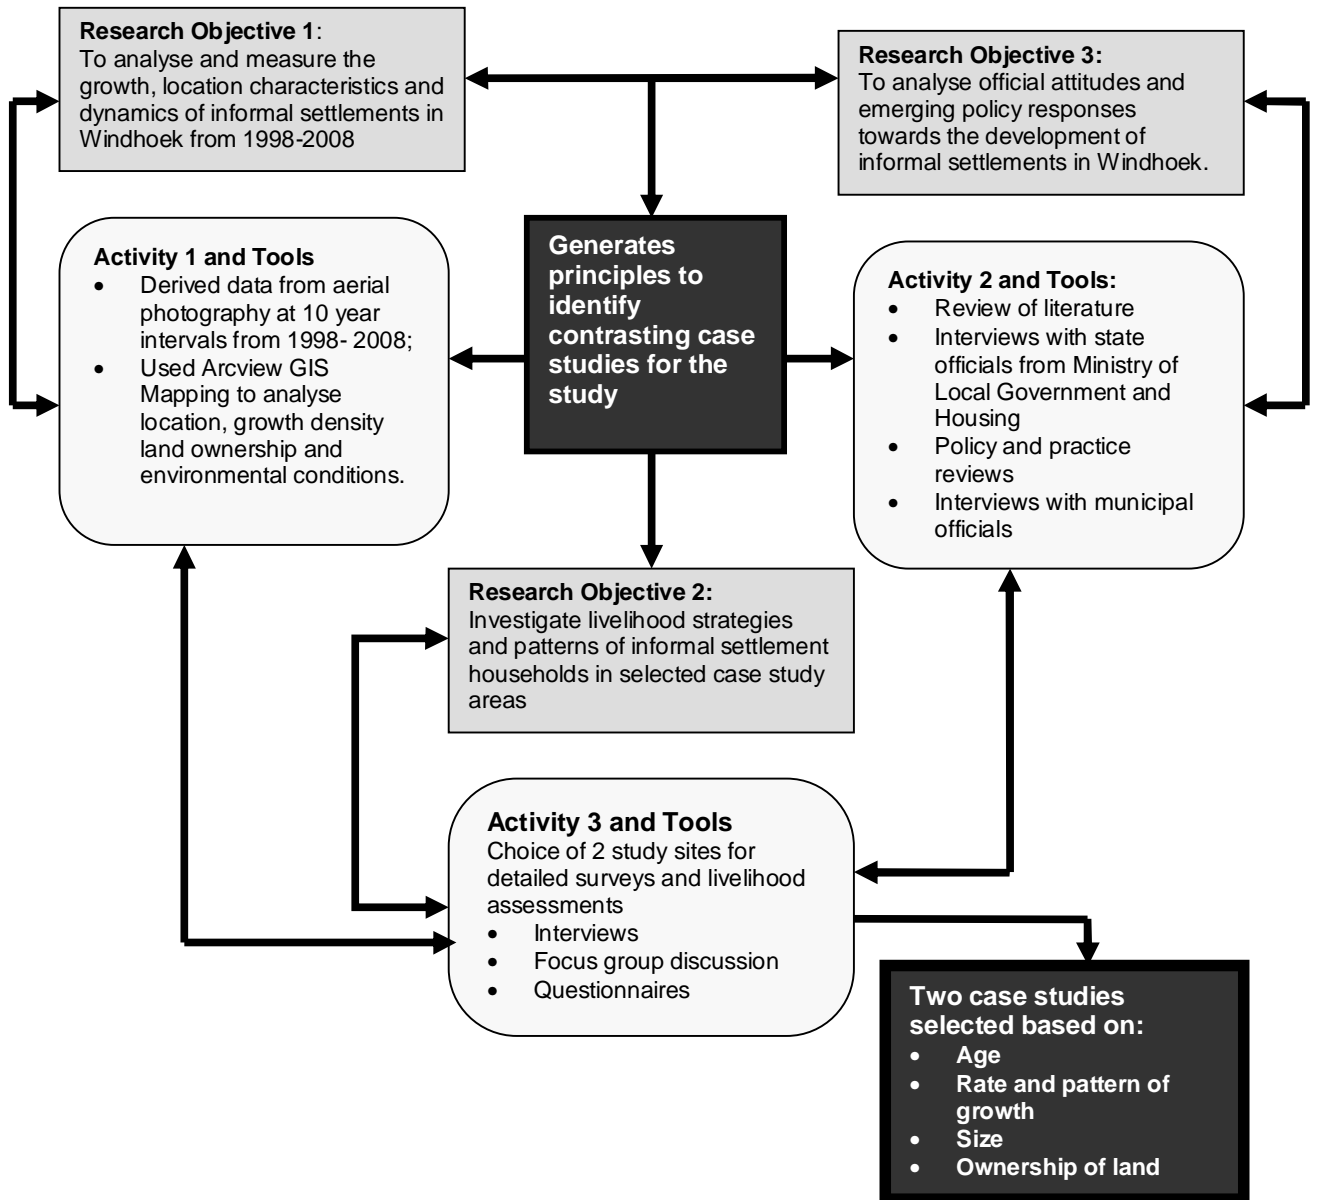 Research Objective 1:
To analyse and measure the
growth, location characteristics and
dynamics of informal settlements in
Windhoek from 1998-2008
Research Objective 3:
To analyse official attitudes and
emerging policy responses
towards the development of
informal settlements in Windhoek.
Generates
principles to
identify
contrasting case
studies for the
study
Activity 1 and Tools
• Derived data from aerial
photography at 10 year
intervals from 1998- 2008;
• Used Arcview GIS
Mapping to analyse
location, growth density
land ownership and
environmental conditions.
Activity 2 and Tools:
• Review of literature
• Interviews with state
officials from Ministry of
Local Government and
Housing
• Policy and practice
reviews
• Interviews with municipal
officials
Research Objective 2:
Investigate livelihood strategies
and patterns of informal settlement
households in selected case study
areas
Activity 3 and Tools
Choice of 2 study sites for
detailed surveys and livelihood
assessments
• Interviews
• Focus group discussion
• Questionnaires
Two case studies
selected based on:
• Age
• Rate and pattern of
growth
• Size
• Ownership of land